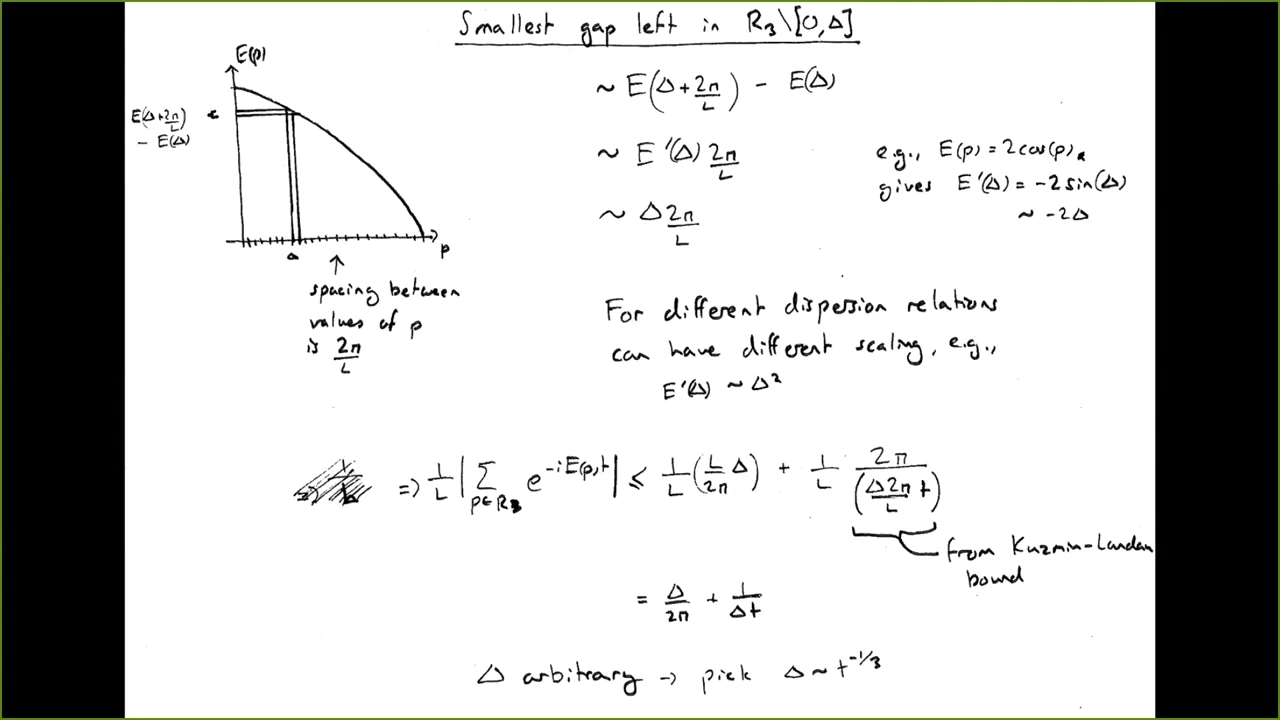 Smallest gap left in R₃\[0,Δ]
E(p)
E(Δ+2π/L)
- E(Δ)
Δ
p
spacing between
values of p
is 2π/L
~ E(Δ+2π/L) - E(Δ)
~ E'(Δ) 2π/L
~ Δ 2π/L
e.g., E(p) = 2cos(p)
gives E'(Δ) = -2sin(Δ)
~ -2Δ
For different dispersion relations
can have different scaling, e.g.,
E'(Δ) ~ Δ²
=> 1/L |∑_{p∈R₃} e^{-iE(p)t}| ≤ 1/L (L/2π Δ) + 1/L 2π/(Δ 2π/L t)
from Kuzmin-Landau
bound
= Δ/2π + 1/Δt
Δ arbitrary → pick Δ ~ t^{-1/3}